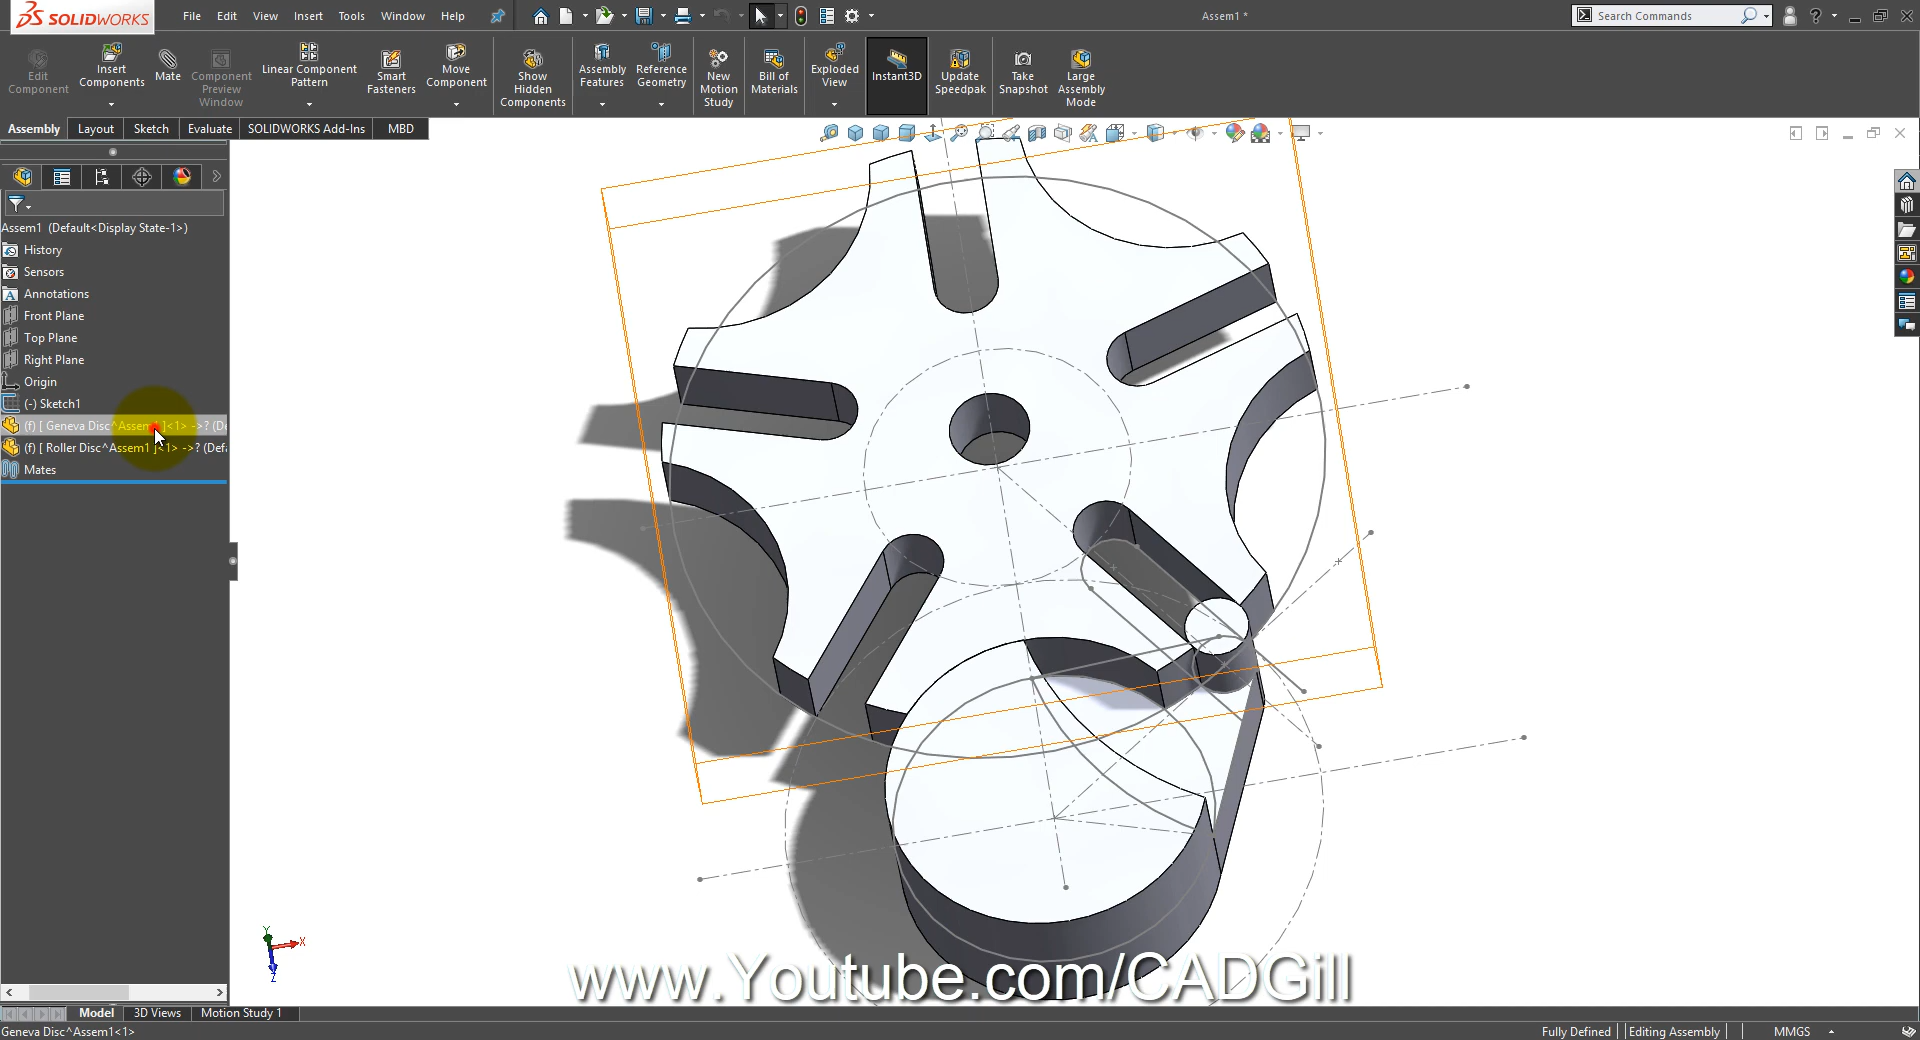 SOLIDWORKS
File Edit View Insert Tools Window Help
Assem1 *
Search Commands
Edit Component
Insert Components
Mate
Component Preview Window
Linear Component Pattern
Smart Fasteners
Move Component
Show Hidden Components
Assembly Features
Reference Geometry
New Motion Study
Bill of Materials
Exploded View
Instant3D
Update Speedpak
Take Snapshot
Large Assembly Mode
Assembly Layout Sketch Evaluate SOLIDWORKS Add-Ins MBD
Assem1 (Default<Display State-1>)
History
Sensors
Annotations
Front Plane
Top Plane
Right Plane
Origin
(-) Sketch1
(f) [ Geneva Disc^Assem1 ]<1> ->? (De
(f) [ Roller Disc^Assem1 ]<1> ->? (Def
Mates
Y
X
Z
www.Youtube.com/CADGill
Model 3D Views Motion Study 1
Geneva Disc^Assem1<1>
Fully Defined Editing Assembly MMGS